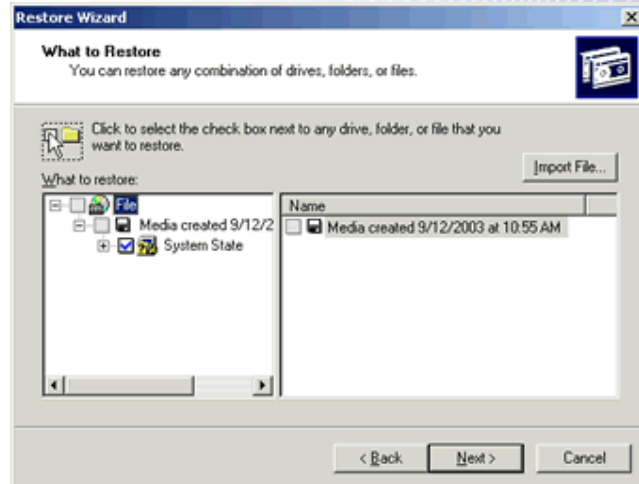 Restore Wizard
What to Restore
You can restore any combination of drives, folders, or files.
Click to select the check box next to any drive, folder, or file that you
want to restore.
Import File...
What to restore:
File
Media created 9/12/2
System State
Name
Media created 9/12/2003 at 10:55 AM
< Back
Next >
Cancel